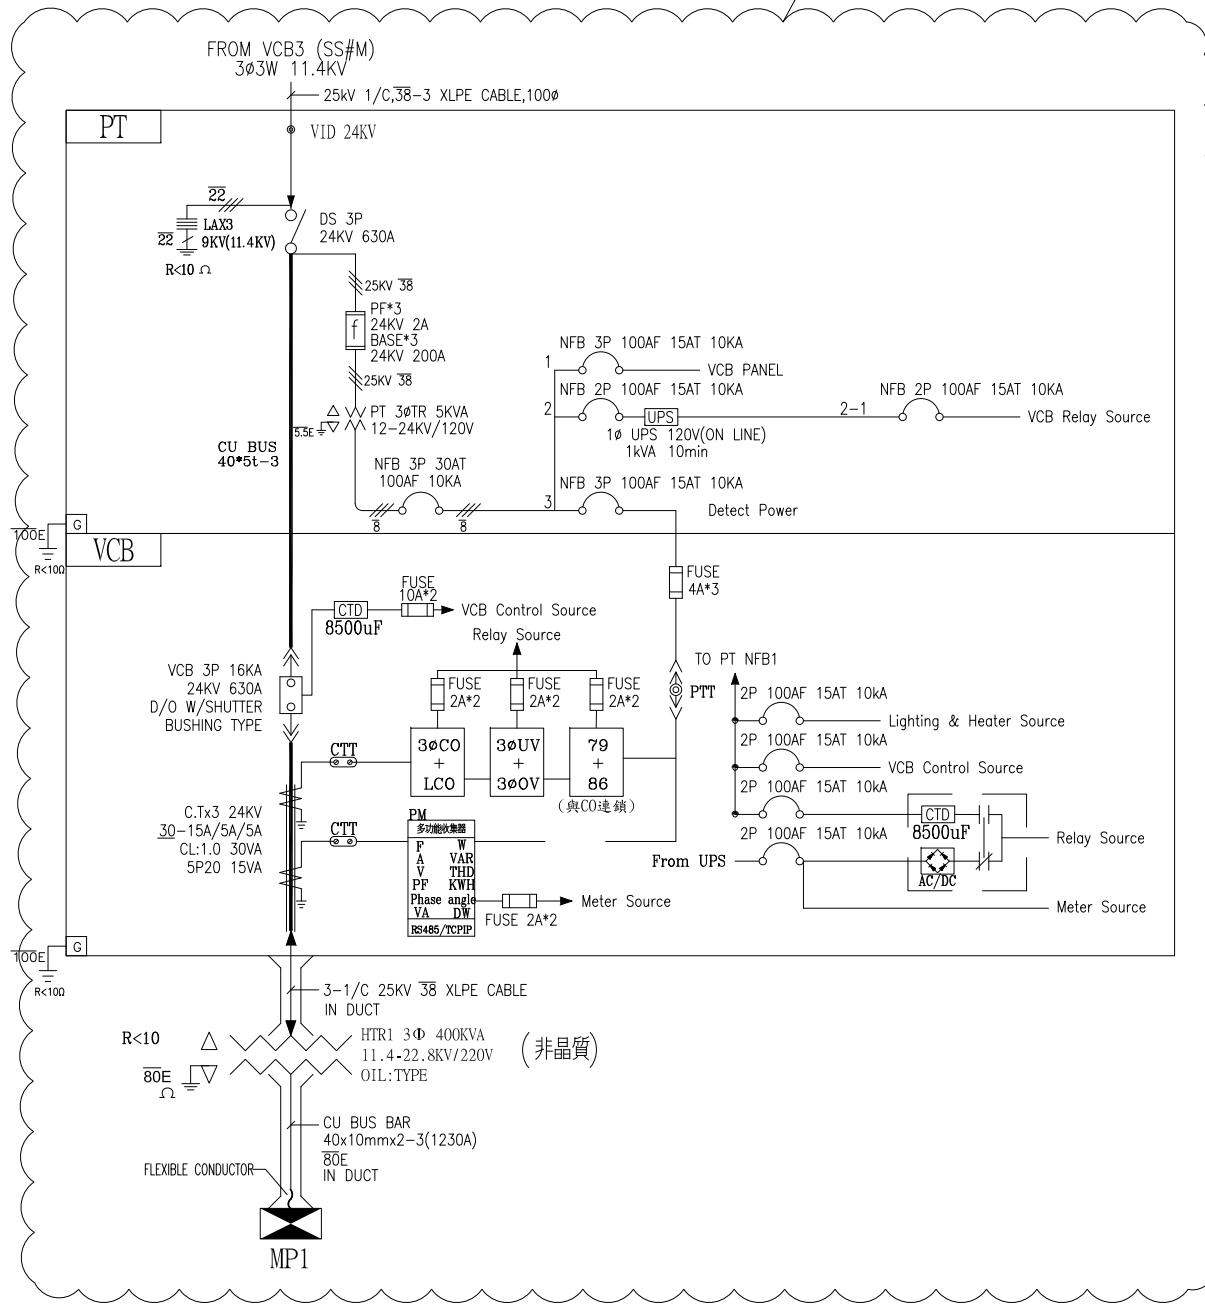 FROM VCB3 (SS#M)
3ø3W 11.4KV
25kV 1/C,38-3 XLPE CABLE,100ø
PT
VID 24KV
22
LAX3
22 9KV(11.4KV)
R<10 Ω
DS 3P
24KV 630A
25KV 38
f
PF*3
24KV 2A
BASE*3
24KV 200A
25KV 38
PT 3øTR 5KVA
12-24KV/120V
5.5E
CU BUS
40*5t-3
NFB 3P 30AT
100AF 10KA
8
8
1
NFB 3P 100AF 15AT 10KA
VCB PANEL
2
NFB 2P 100AF 15AT 10KA
UPS
1ø UPS 120V(ON LINE)
1kVA 10min
2-1
NFB 2P 100AF 15AT 10KA
VCB Relay Source
3
NFB 3P 100AF 15AT 10KA
Detect Power
G
100E
R<10Ω
VCB
FUSE
4A*3
FUSE
10A*2
CTD
8500uF
VCB Control Source
Relay Source
VCB 3P 16KA
24KV 630A
D/O W/SHUTTER
BUSHING TYPE
FUSE
2A*2
FUSE
2A*2
FUSE
2A*2
PTT
CTT
3øCO
+
LCO
3øUV
+
3øOV
79
+
86
(與CO連鎖)
C.Tx3 24KV
30-15A/5A/5A
CL:1.0 30VA
5P20 15VA
CTT
PM
多功能收集器
F W
A VAR
V THD
PF KWH
Phase angle
VA DW
RS485/TCPIP
FUSE 2A*2
Meter Source
TO PT NFB1
2P 100AF 15AT 10kA
Lighting & Heater Source
2P 100AF 15AT 10kA
VCB Control Source
2P 100AF 15AT 10kA
CTD
8500uF
Relay Source
2P 100AF 15AT 10kA
From UPS
AC/DC
Meter Source
G
100E
R<10Ω
3-1/C 25KV 38 XLPE CABLE
IN DUCT
R<10
HTR1 3Φ 400KVA
11.4-22.8KV/220V
OIL:TYPE
(非晶質)
80E
Ω
CU BUS BAR
40x10mmx2-3(1230A)
80E
IN DUCT
FLEXIBLE CONDUCTOR
MP1